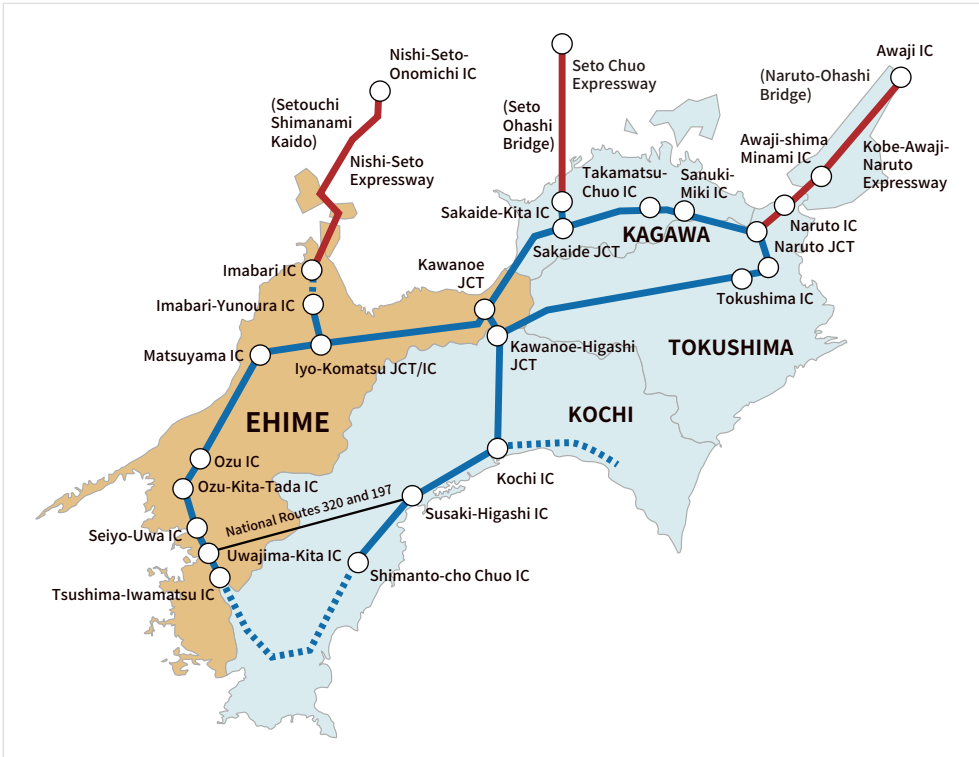 Nishi-Seto-
Onomichi IC
(Setouchi
Shimanami
Kaido)
Nishi-Seto
Expressway
Seto Chuo
Expressway
(Seto
Ohashi
Bridge)
Awaji IC
(Naruto-Ohashi
Bridge)
Awaji-shima
Minami IC
Kobe-Awaji-
Naruto
Expressway
Takamatsu-
Chuo IC
Sanuki-
Miki IC
Sakaide-Kita IC
Naruto IC
KAGAWA
Naruto JCT
Sakaide JCT
Imabari IC
Kawanoe
JCT
Imabari-Yunoura IC
Tokushima IC
Matsuyama IC
Iyo-Komatsu JCT/IC
Kawanoe-Higashi
JCT
TOKUSHIMA
EHIME
KOCHI
Ozu IC
Kochi IC
Ozu-Kita-Tada IC
National Routes 320 and 197
Susaki-Higashi IC
Seiyo-Uwa IC
Uwajima-Kita IC
Shimanto-cho Chuo IC
Tsushima-Iwamatsu IC